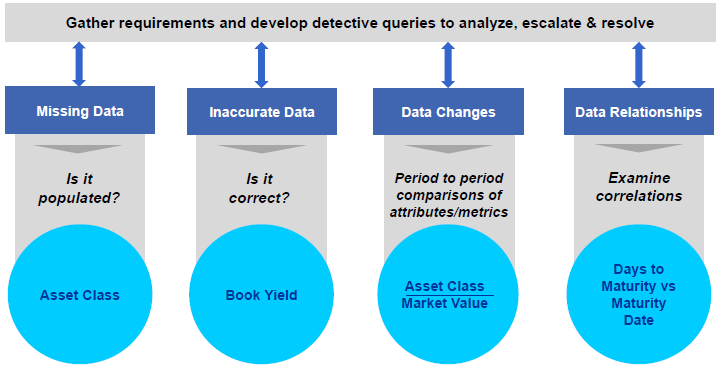 Gather requirements and develop detective queries to analyze, escalate & resolve
Missing Data
Inaccurate Data
Data Changes
Data Relationships
Is it
populated?
Is it
correct?
Period to period
comparisons of
attributes/metrics
Examine
correlations
Asset Class
Book Yield
Asset Class
Market Value
Days to
Maturity vs
Maturity
Date